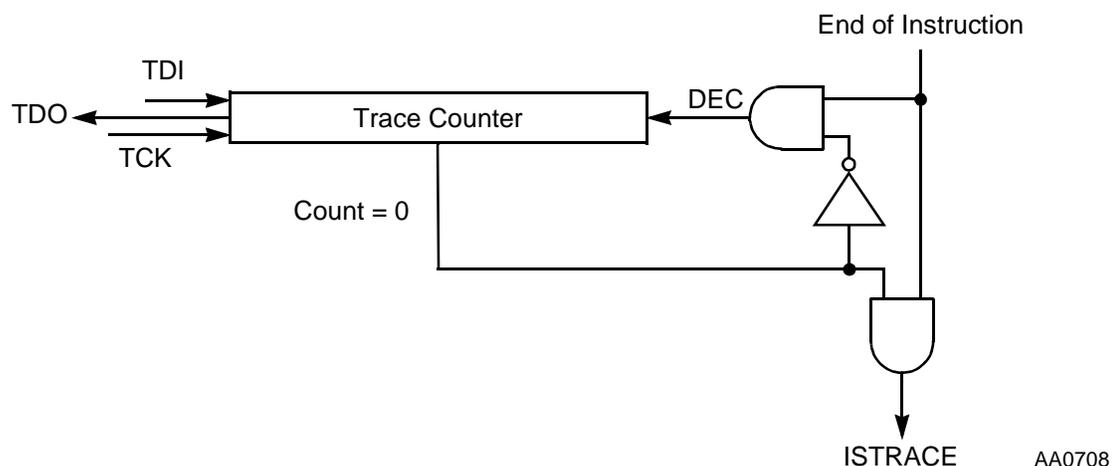 End of Instruction
TDI
DEC
TDO
Trace Counter
TCK
Count = 0
ISTRACE
AA0708